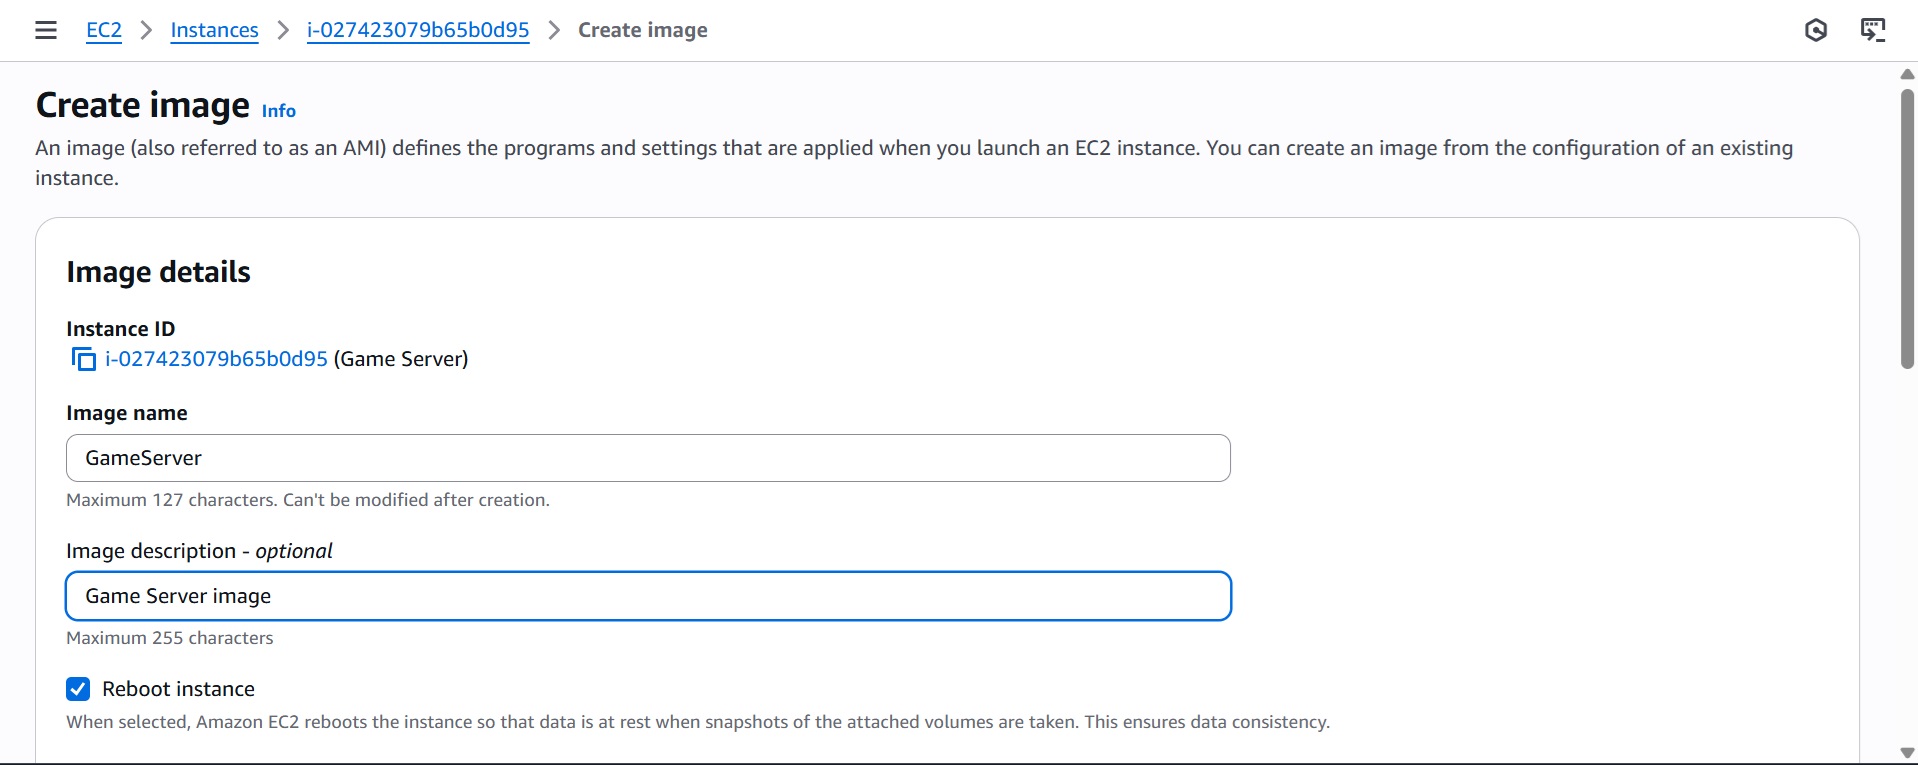 EC2 > Instances > i-027423079b65b0d95 > Create image
Create image Info
An image (also referred to as an AMI) defines the programs and settings that are applied when you launch an EC2 instance. You can create an image from the configuration of an existing
instance.
Image details
Instance ID
i-027423079b65b0d95 (Game Server)
Image name
GameServer
Maximum 127 characters. Can't be modified after creation.
Image description - optional
Game Server image
Maximum 255 characters
Reboot instance
When selected, Amazon EC2 reboots the instance so that data is at rest when snapshots of the attached volumes are taken. This ensures data consistency.